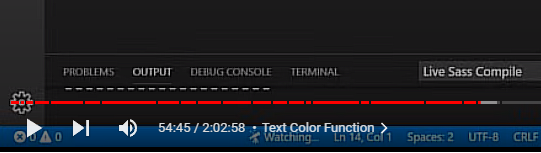 PROBLEMS OUTPUT DEBUG CONSOLE TERMINAL Live Sass Compile
54:45 / 2:02:58 • Text Color Function
0 0 Watching... Ln 14, Col 1 Spaces: 2 UTF-8 CRLF